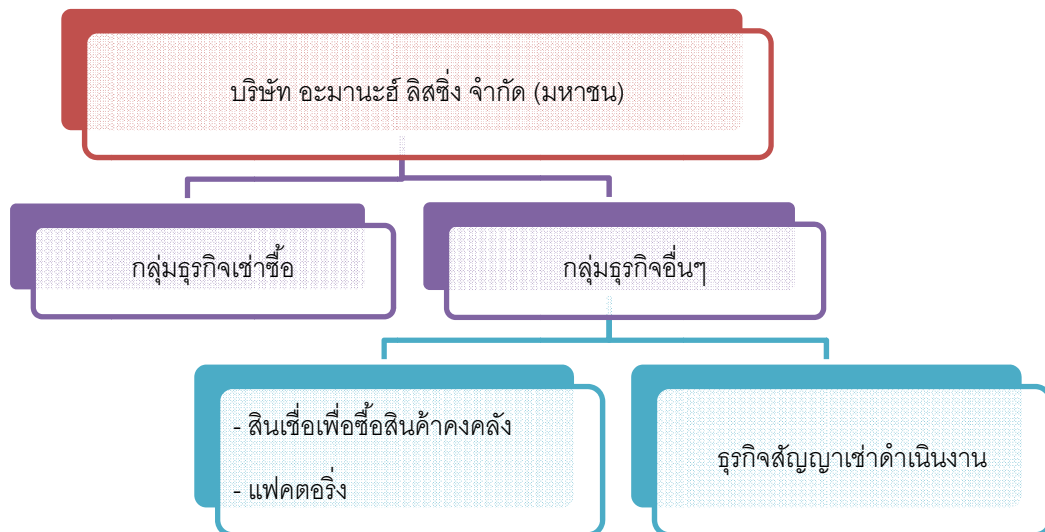 บริษัท อะมานะฮ์ ลิสซิ่ง จำกัด (มหาชน)
กลุ่มธุรกิจเช่าซื้อ
กลุ่มธุรกิจอื่นๆ
- สินเชื่อเพื่อซื้อสินค้าคงคลัง
- แฟคตอริ่ง
ธุรกิจสัญญาเช่าดำเนินงาน